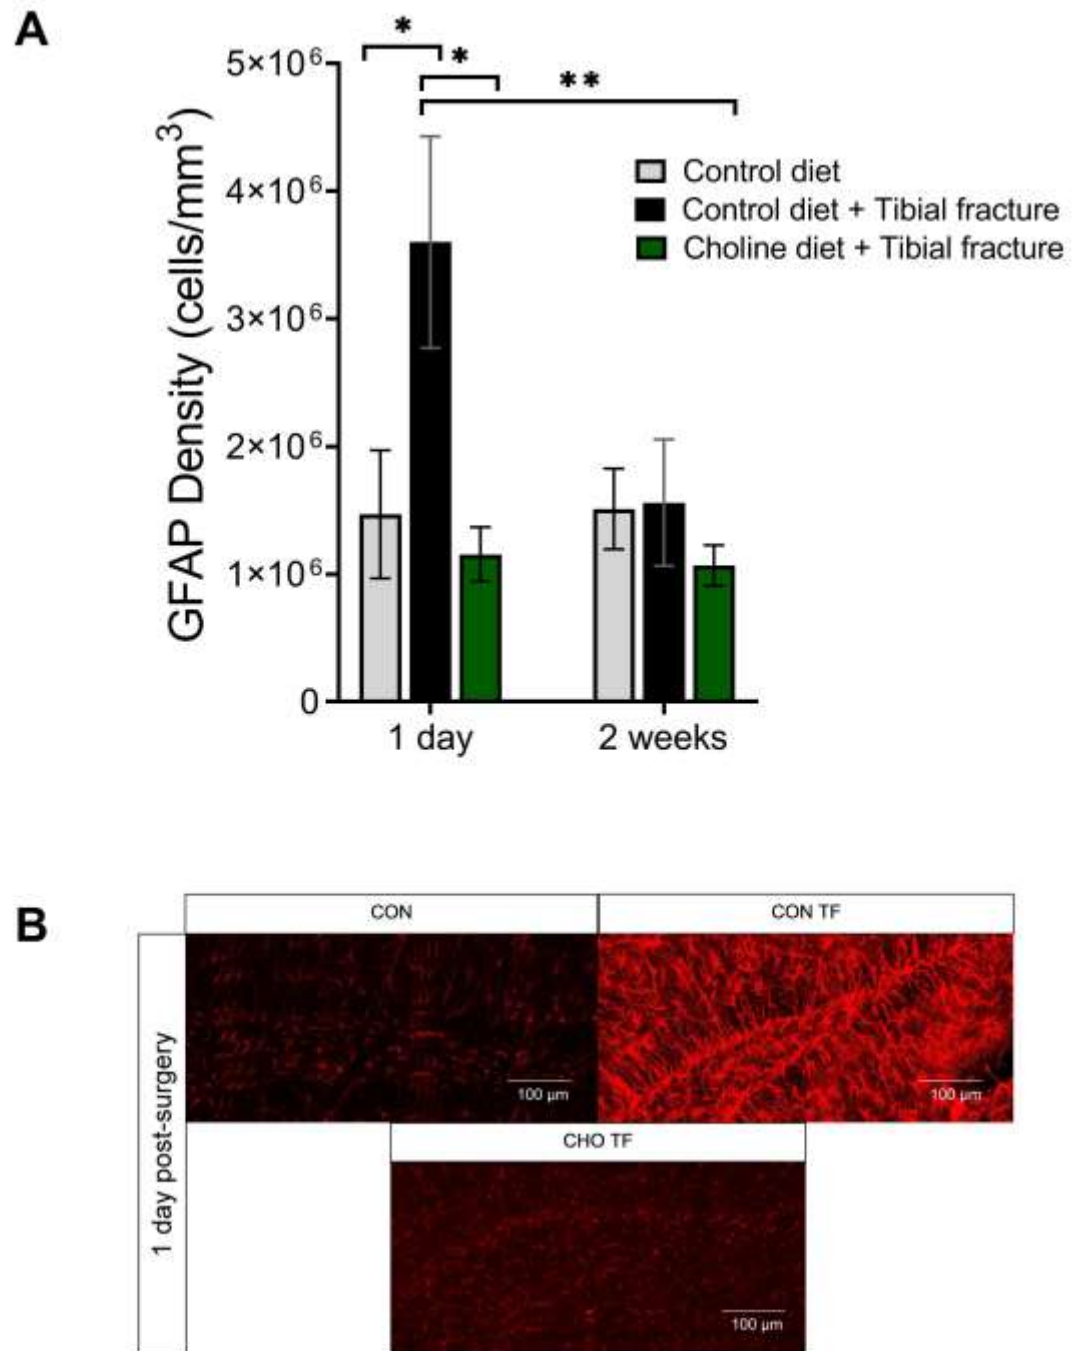 A
*
*
**
5×10⁶
4×10⁶
3×10⁶
2×10⁶
1×10⁶
0
GFAP Density (cells/mm³)
Control diet
Control diet + Tibial fracture
Choline diet + Tibial fracture
1 day
2 weeks
B
CON
CON TF
1 day post-surgery
100 µm
100 µm
CHO TF
100 µm